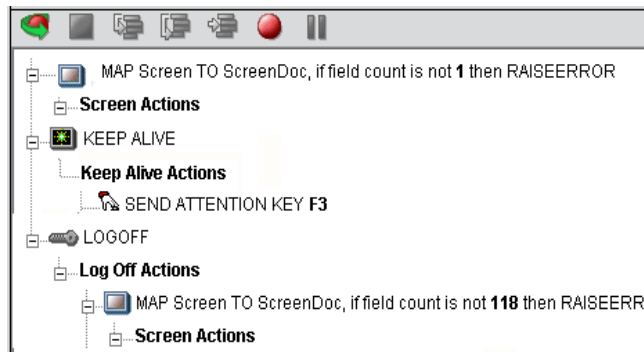 MAP Screen TO ScreenDoc, if field count is not 1 then RAISEERROR
Screen Actions
KEEP ALIVE
Keep Alive Actions
SEND ATTENTION KEY F3
LOGOFF
Log Off Actions
MAP Screen TO ScreenDoc, if field count is not 118 then RAISEERR
Screen Actions